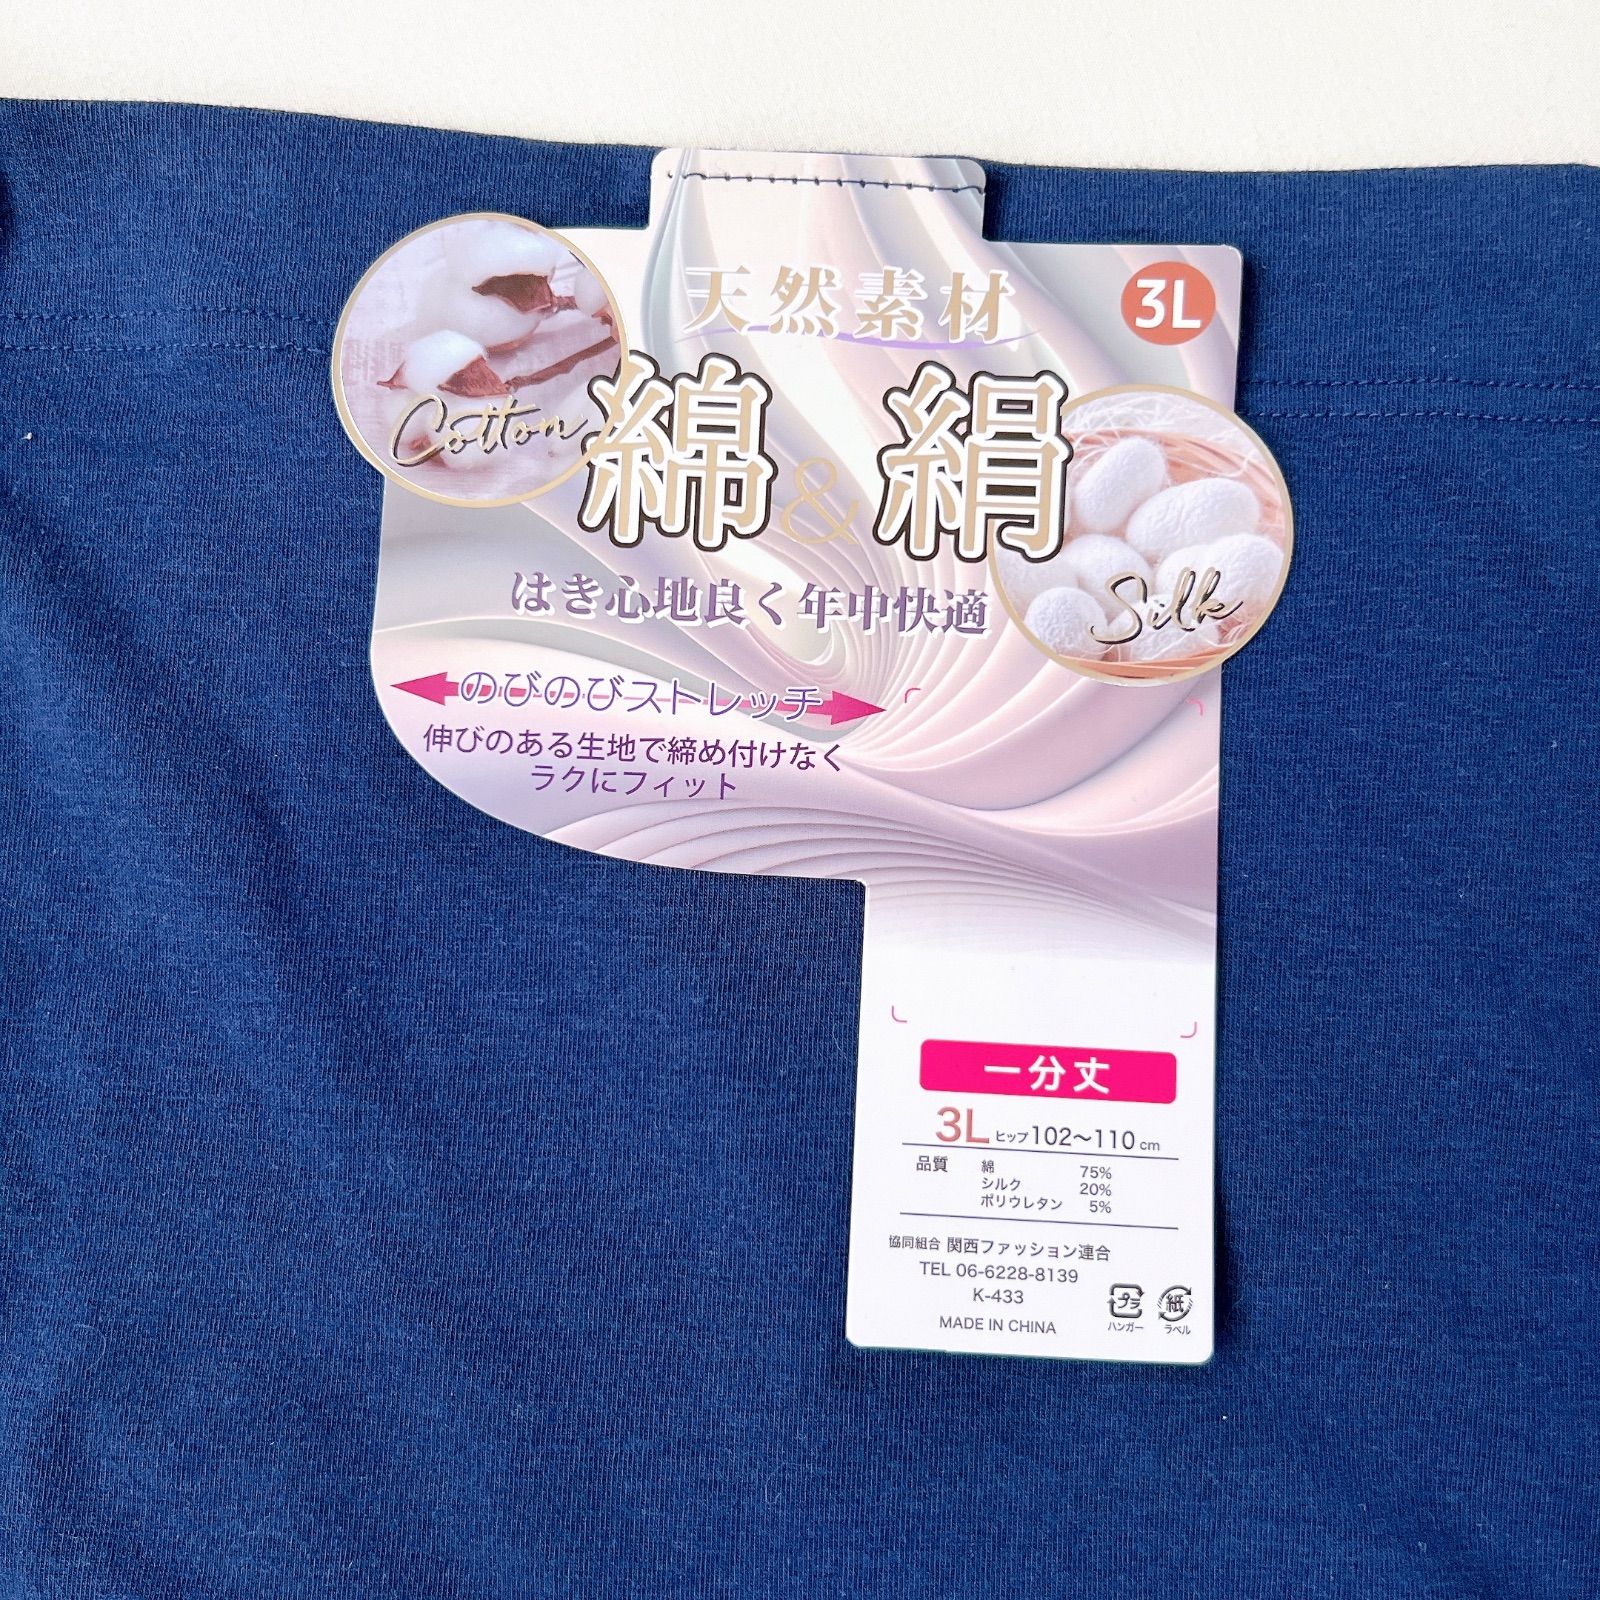 天然素材
3L
Cotton
綿&絹
Silk
はき心地良く年中快適
のびのびストレッチ
伸びのある生地で締め付けなく
ラクにフィット
一分丈
3L ヒップ102〜110cm
品質 綿 75%
シルク 20%
ポリウレタン 5%
協同組合 関西ファッション連合
TEL 06-6228-8139
K-433
MADE IN CHINA
プラ
ハンガー
紙
ラベル